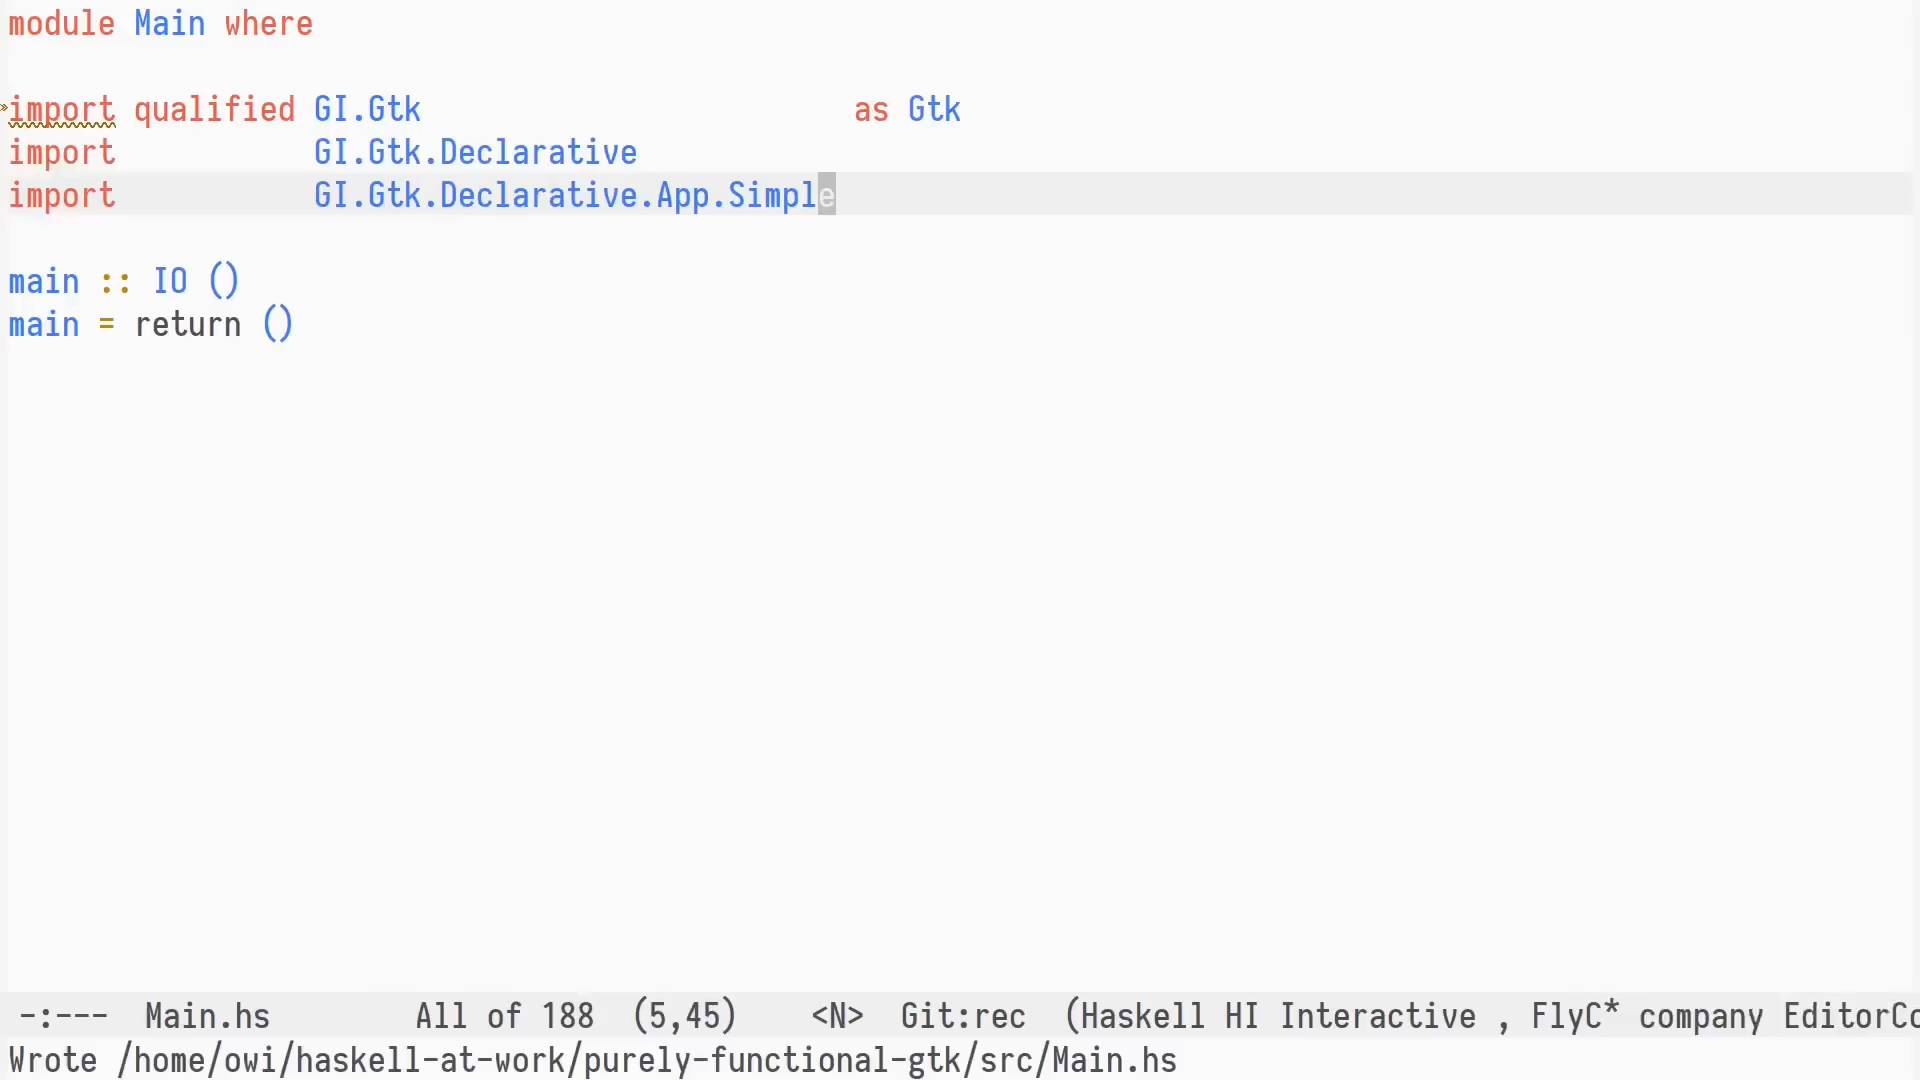 module Main where
import qualified GI.Gtk                        as Gtk
import           GI.Gtk.Declarative
import           GI.Gtk.Declarative.App.Simple
main :: IO ()
main = return ()
-:---  Main.hs        All of 188  (5,45)    <N>  Git:rec  (Haskell HI Interactive , FlyC* company EditorCo
Wrote /home/owi/haskell-at-work/purely-functional-gtk/src/Main.hs